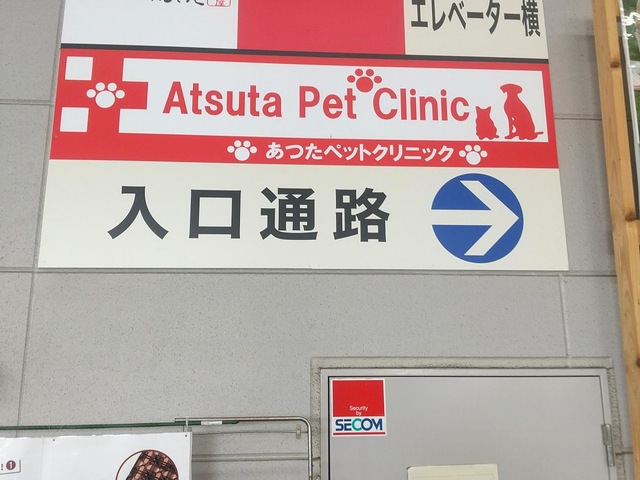 エレベーター横
Atsuta Pet Clinic
あつたペットクリニック
入口通路
Security
by
SECOM